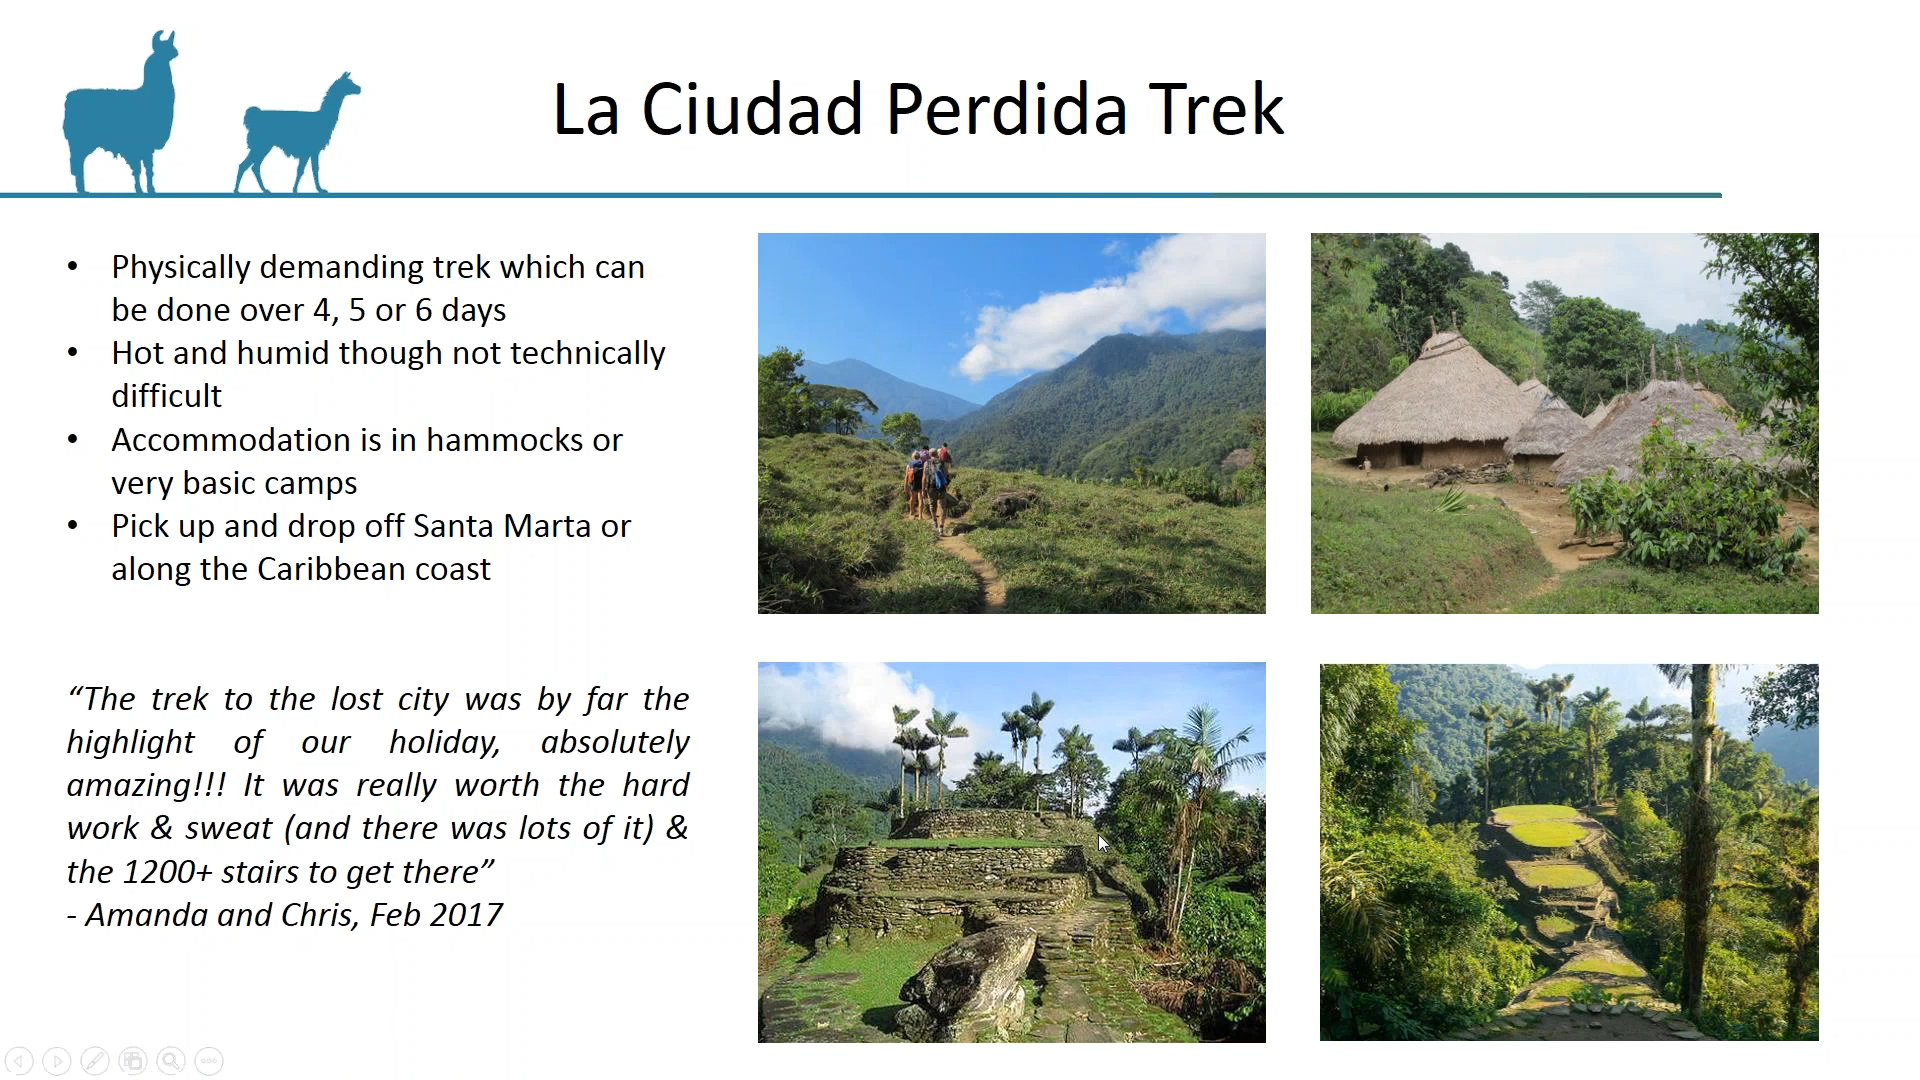 La Ciudad Perdida Trek
• Physically demanding trek which can
be done over 4, 5 or 6 days
• Hot and humid though not technically
difficult
• Accommodation is in hammocks or
very basic camps
• Pick up and drop off Santa Marta or
along the Caribbean coast
“The trek to the lost city was by far the
highlight of our holiday, absolutely
amazing!!! It was really worth the hard
work & sweat (and there was lots of it) &
the 1200+ stairs to get there”
- Amanda and Chris, Feb 2017